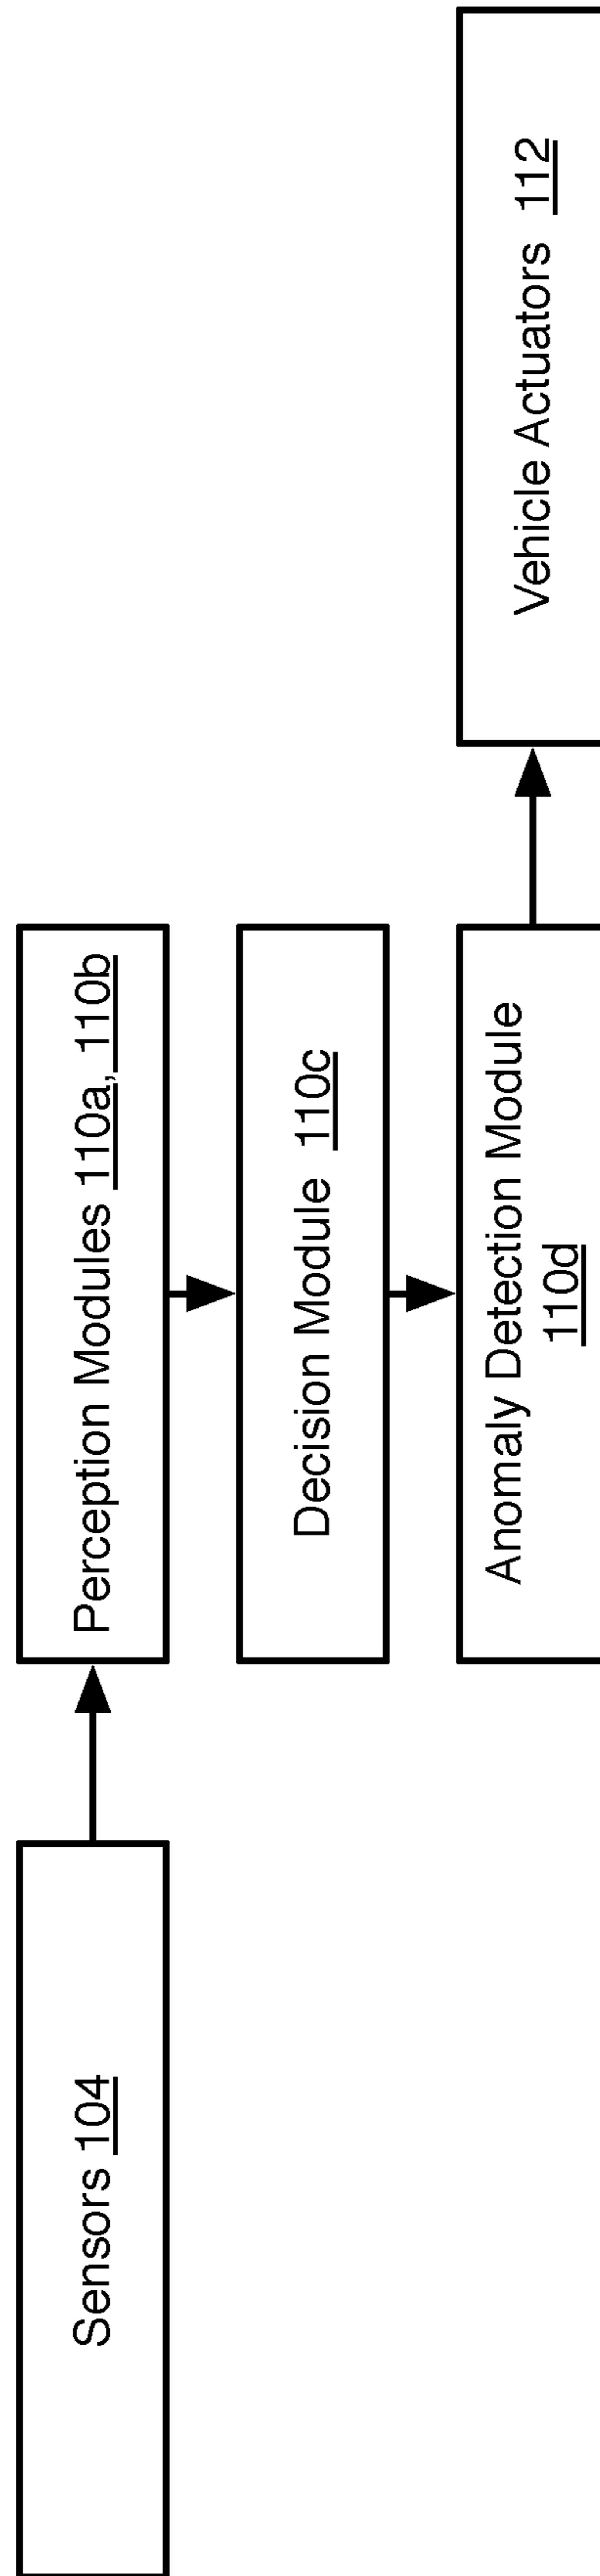 Sensors 104
Perception Modules 110a, 110b
Decision Module 110c
Anomaly Detection Module
110d
Vehicle Actuators 112